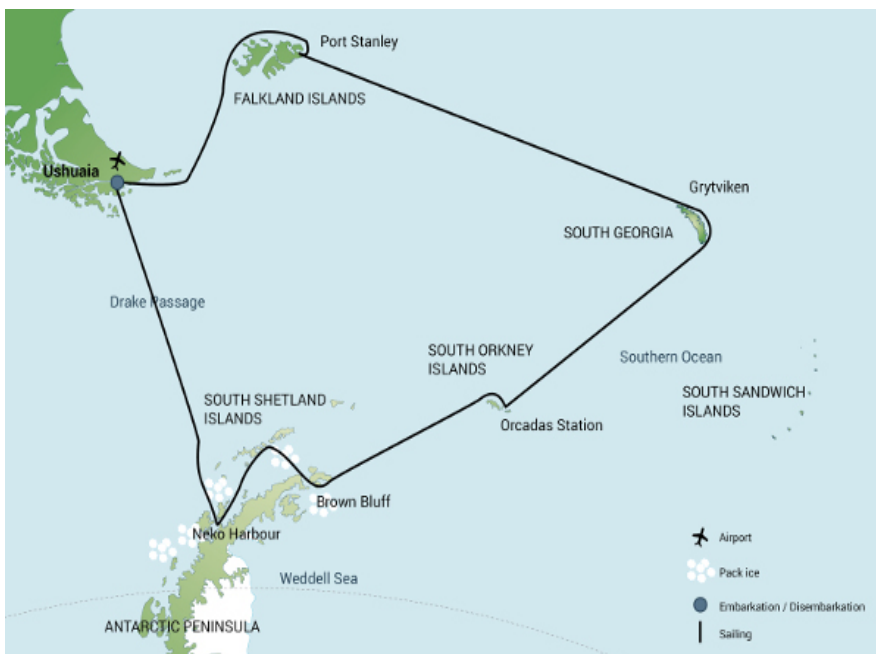 Port Stanley
FALKLAND ISLANDS
Ushuaia
Grytviken
SOUTH GEORGIA
Drake Passage
SOUTH ORKNEY
ISLANDS
Southern Ocean
SOUTH SHETLAND
ISLANDS
SOUTH SANDWICH
ISLANDS
Orcadas Station
Brown Bluff
Neko Harbour
Weddell Sea
ANTARCTIC PENINSULA
Airport
Pack ice
Embarkation / Disembarkation
Sailing